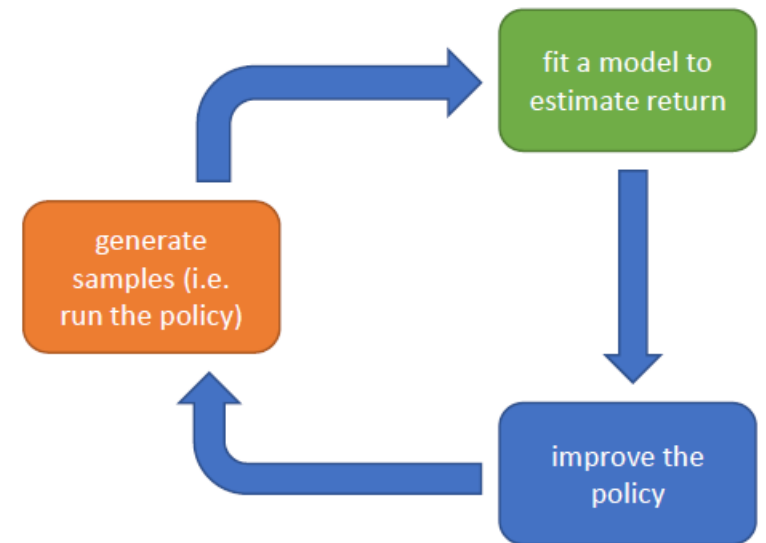 fit a model to
estimate return
generate
samples (i.e.
run the policy)
improve the
policy